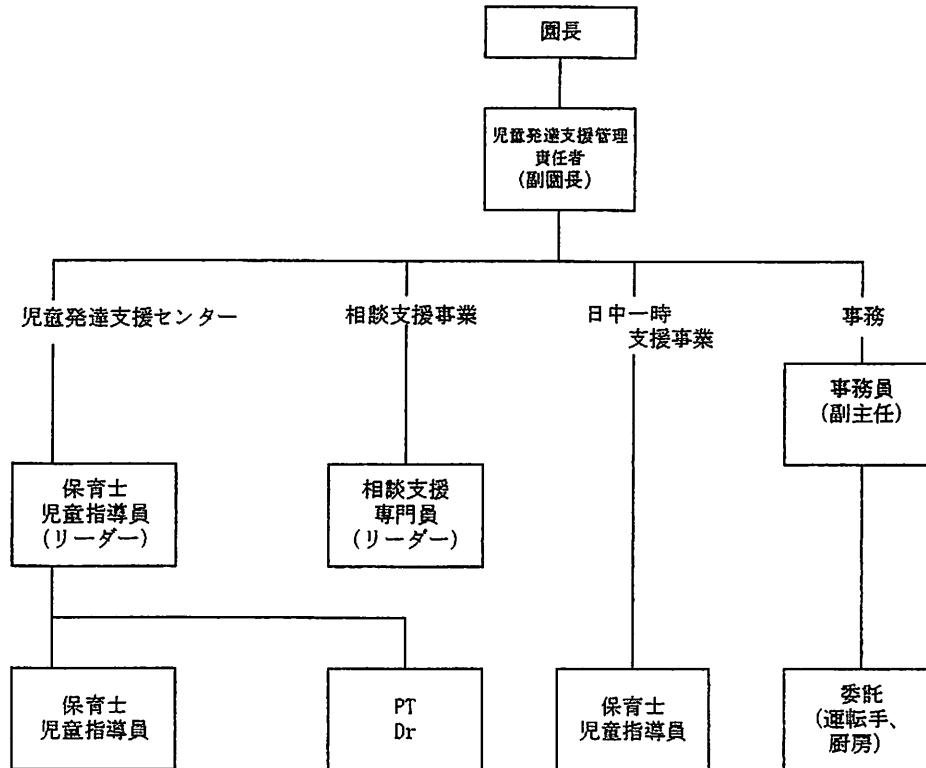 園長
児童発達支援管理
責任者
(副園長)
児童発達支援センター
相談支援事業
日中一時
支援事業
事務
事務員
(副主任)
保育士
児童指導員
(リーダー)
相談支援
専門員
(リーダー)
保育士
児童指導員
PT
Dr
保育士
児童指導員
委託
(運転手、
厨房)